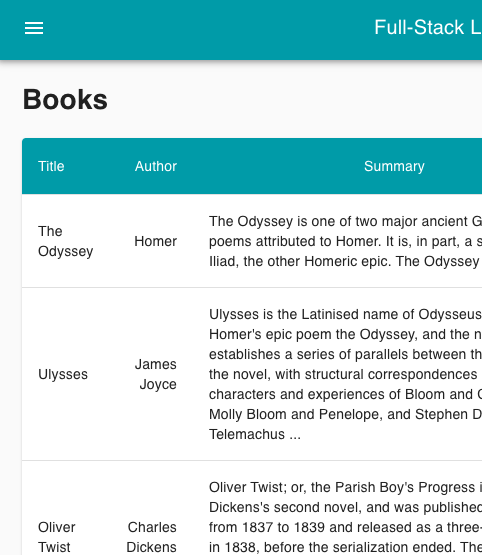 Full-Stack L
Books
Title Author Summary
The Odyssey is one of two major ancient G
The
Odyssey
Homer
poems attributed to Homer. It is, in part, a s
Iliad, the other Homeric epic. The Odyssey
Ulysses is the Latinised name of Odysseus
Homer's epic poem the Odyssey, and the n
establishes a series of parallels between th
Ulysses
James
Joyce
the novel, with structural correspondences
characters and experiences of Bloom and
Molly Bloom and Penelope, and Stephen D
Telemachus ...
Oliver Twist; or, the Parish Boy's Progress i
Dickens's second novel, and was published
Oliver
Twist
Charles
Dickens
from 1837 to 1839 and released as a three-
in 1838, before the serialization ended. The